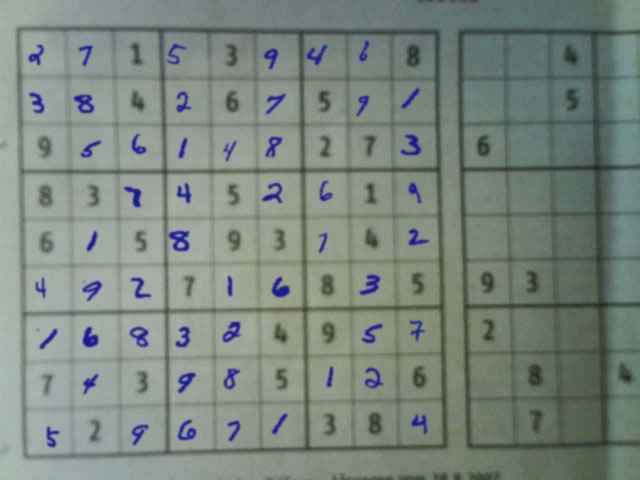 2 7 1 5 3 9 4 6 8
3 8 4 2 6 7 5 9 1
9 5 6 1 4 8 2 7 3
8 3 7 4 5 2 6 1 9
6 1 5 8 9 3 7 4 2
4 9 2 7 1 6 8 3 5
1 6 8 3 2 4 9 5 7
7 4 3 9 8 5 1 2 6
5 2 9 6 7 1 3 8 4
4
5
6
9 3
2
8 4
7